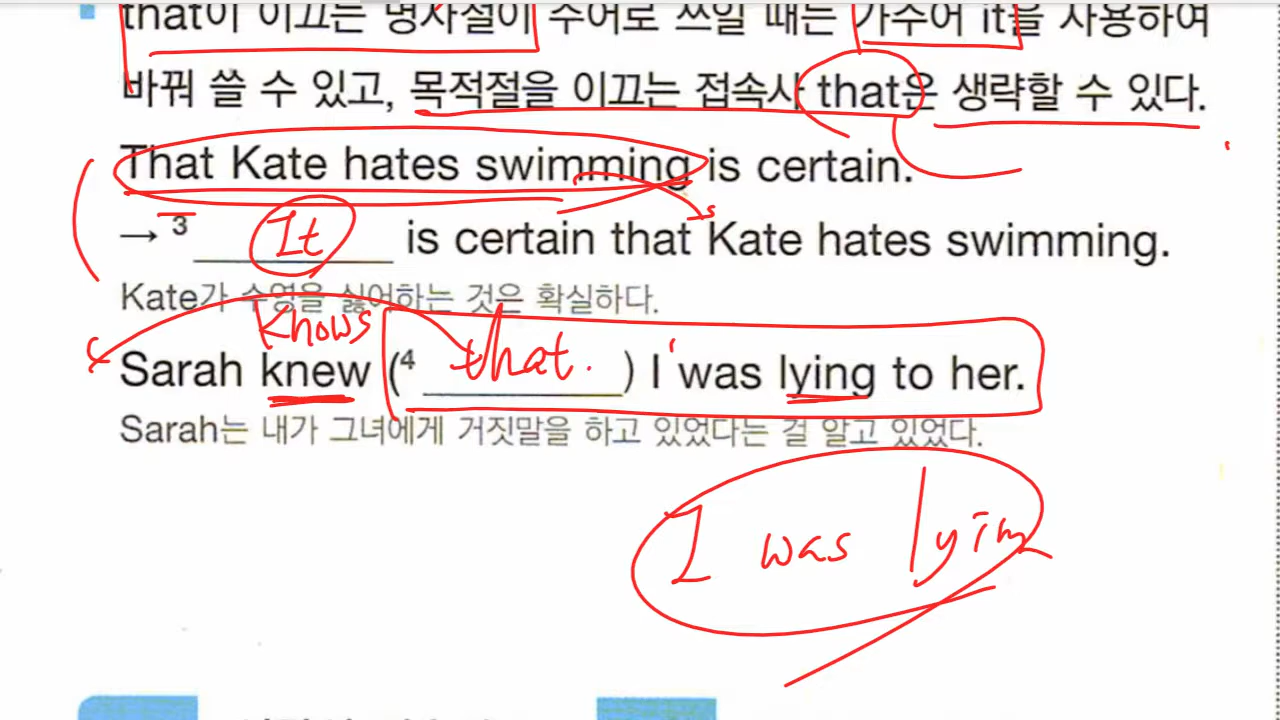 that이 이끄는 명사절이 주어로 쓰일 때는 가주어 it을 사용하여
바꿔 쓸 수 있고, 목적절을 이끄는 접속사 that은 생략할 수 있다.
That Kate hates swimming is certain.
→ 3 It is certain that Kate hates swimming.
Kate가 수영을 싫어하는 것은 확실하다.
knows
Sarah knew (4 that. ) I was lying to her.
Sarah는 내가 그녀에게 거짓말을 하고 있었다는 걸 알고 있었다.
I was lyin